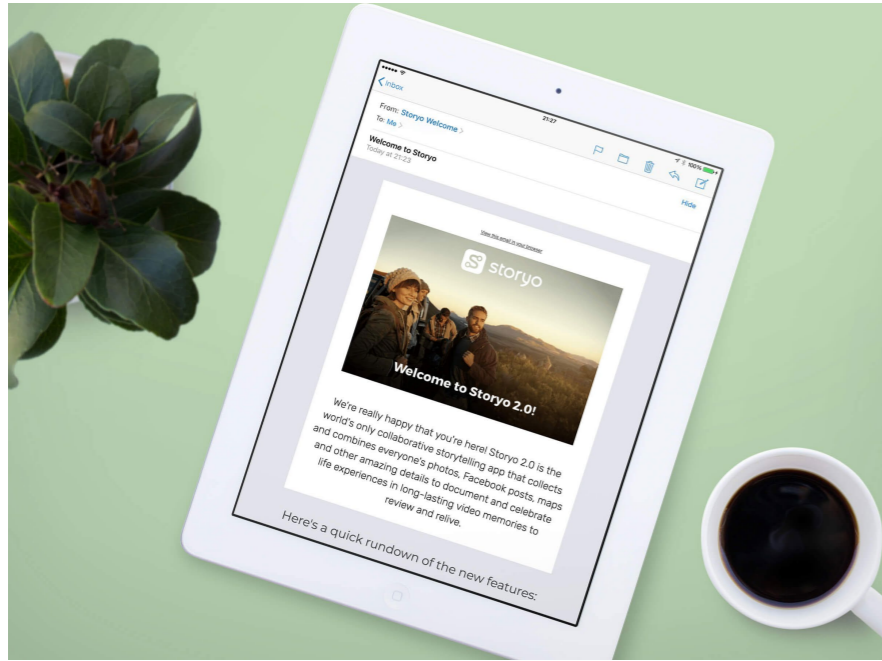 21:27
100%
Inbox
From: Storyo Welcome
To: Me
Hide
Welcome to Storyo
Today at 21:23
View this email in your browser
storyo
Welcome to Storyo 2.0!
We're really happy that you're here! Storyo 2.0 is the
world's only collaborative storytelling app that collects
and combines everyone's photos, Facebook posts, maps
and other amazing details to document and celebrate
life experiences in long-lasting video memories to
review and relive.
Here's a quick rundown of the new features: